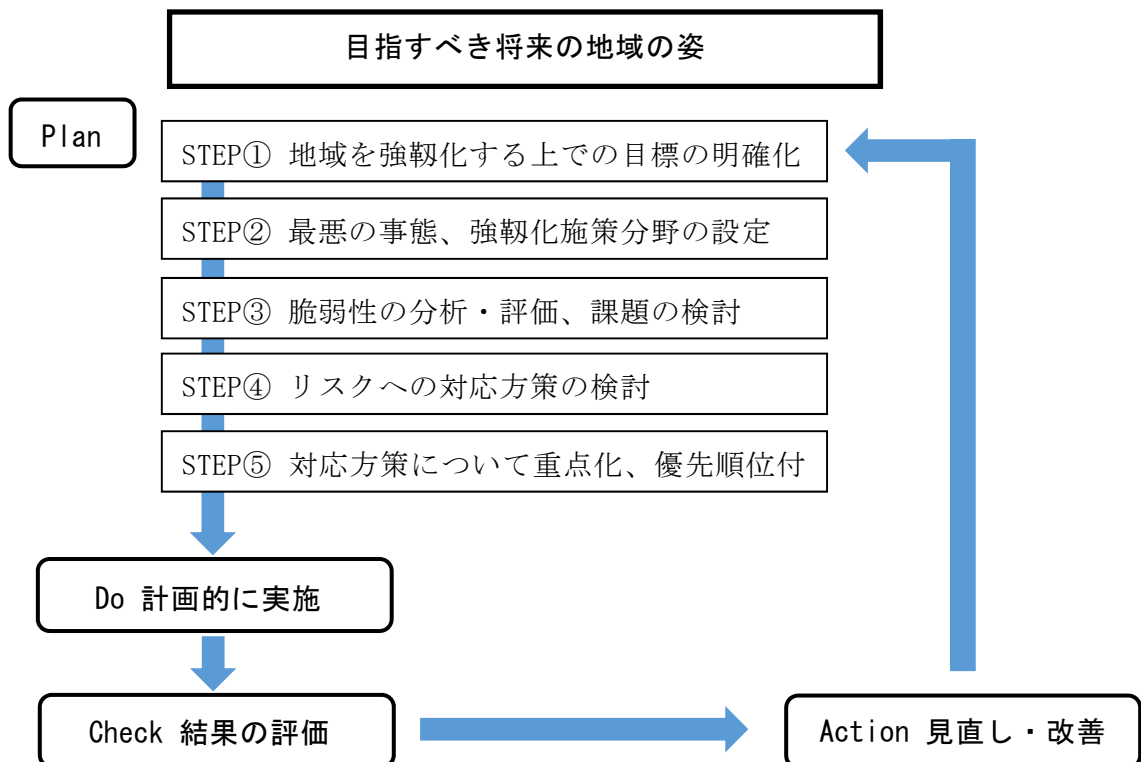 目指すべき将来の地域の姿
Plan
STEP① 地域を強靱化する上での目標の明確化
STEP② 最悪の事態、強靱化施策分野の設定
STEP③ 脆弱性の分析・評価、課題の検討
STEP④ リスクへの対応方策の検討
STEP⑤ 対応方策について重点化、優先順位付
Do 計画的に実施
Check 結果の評価
Action 見直し・改善